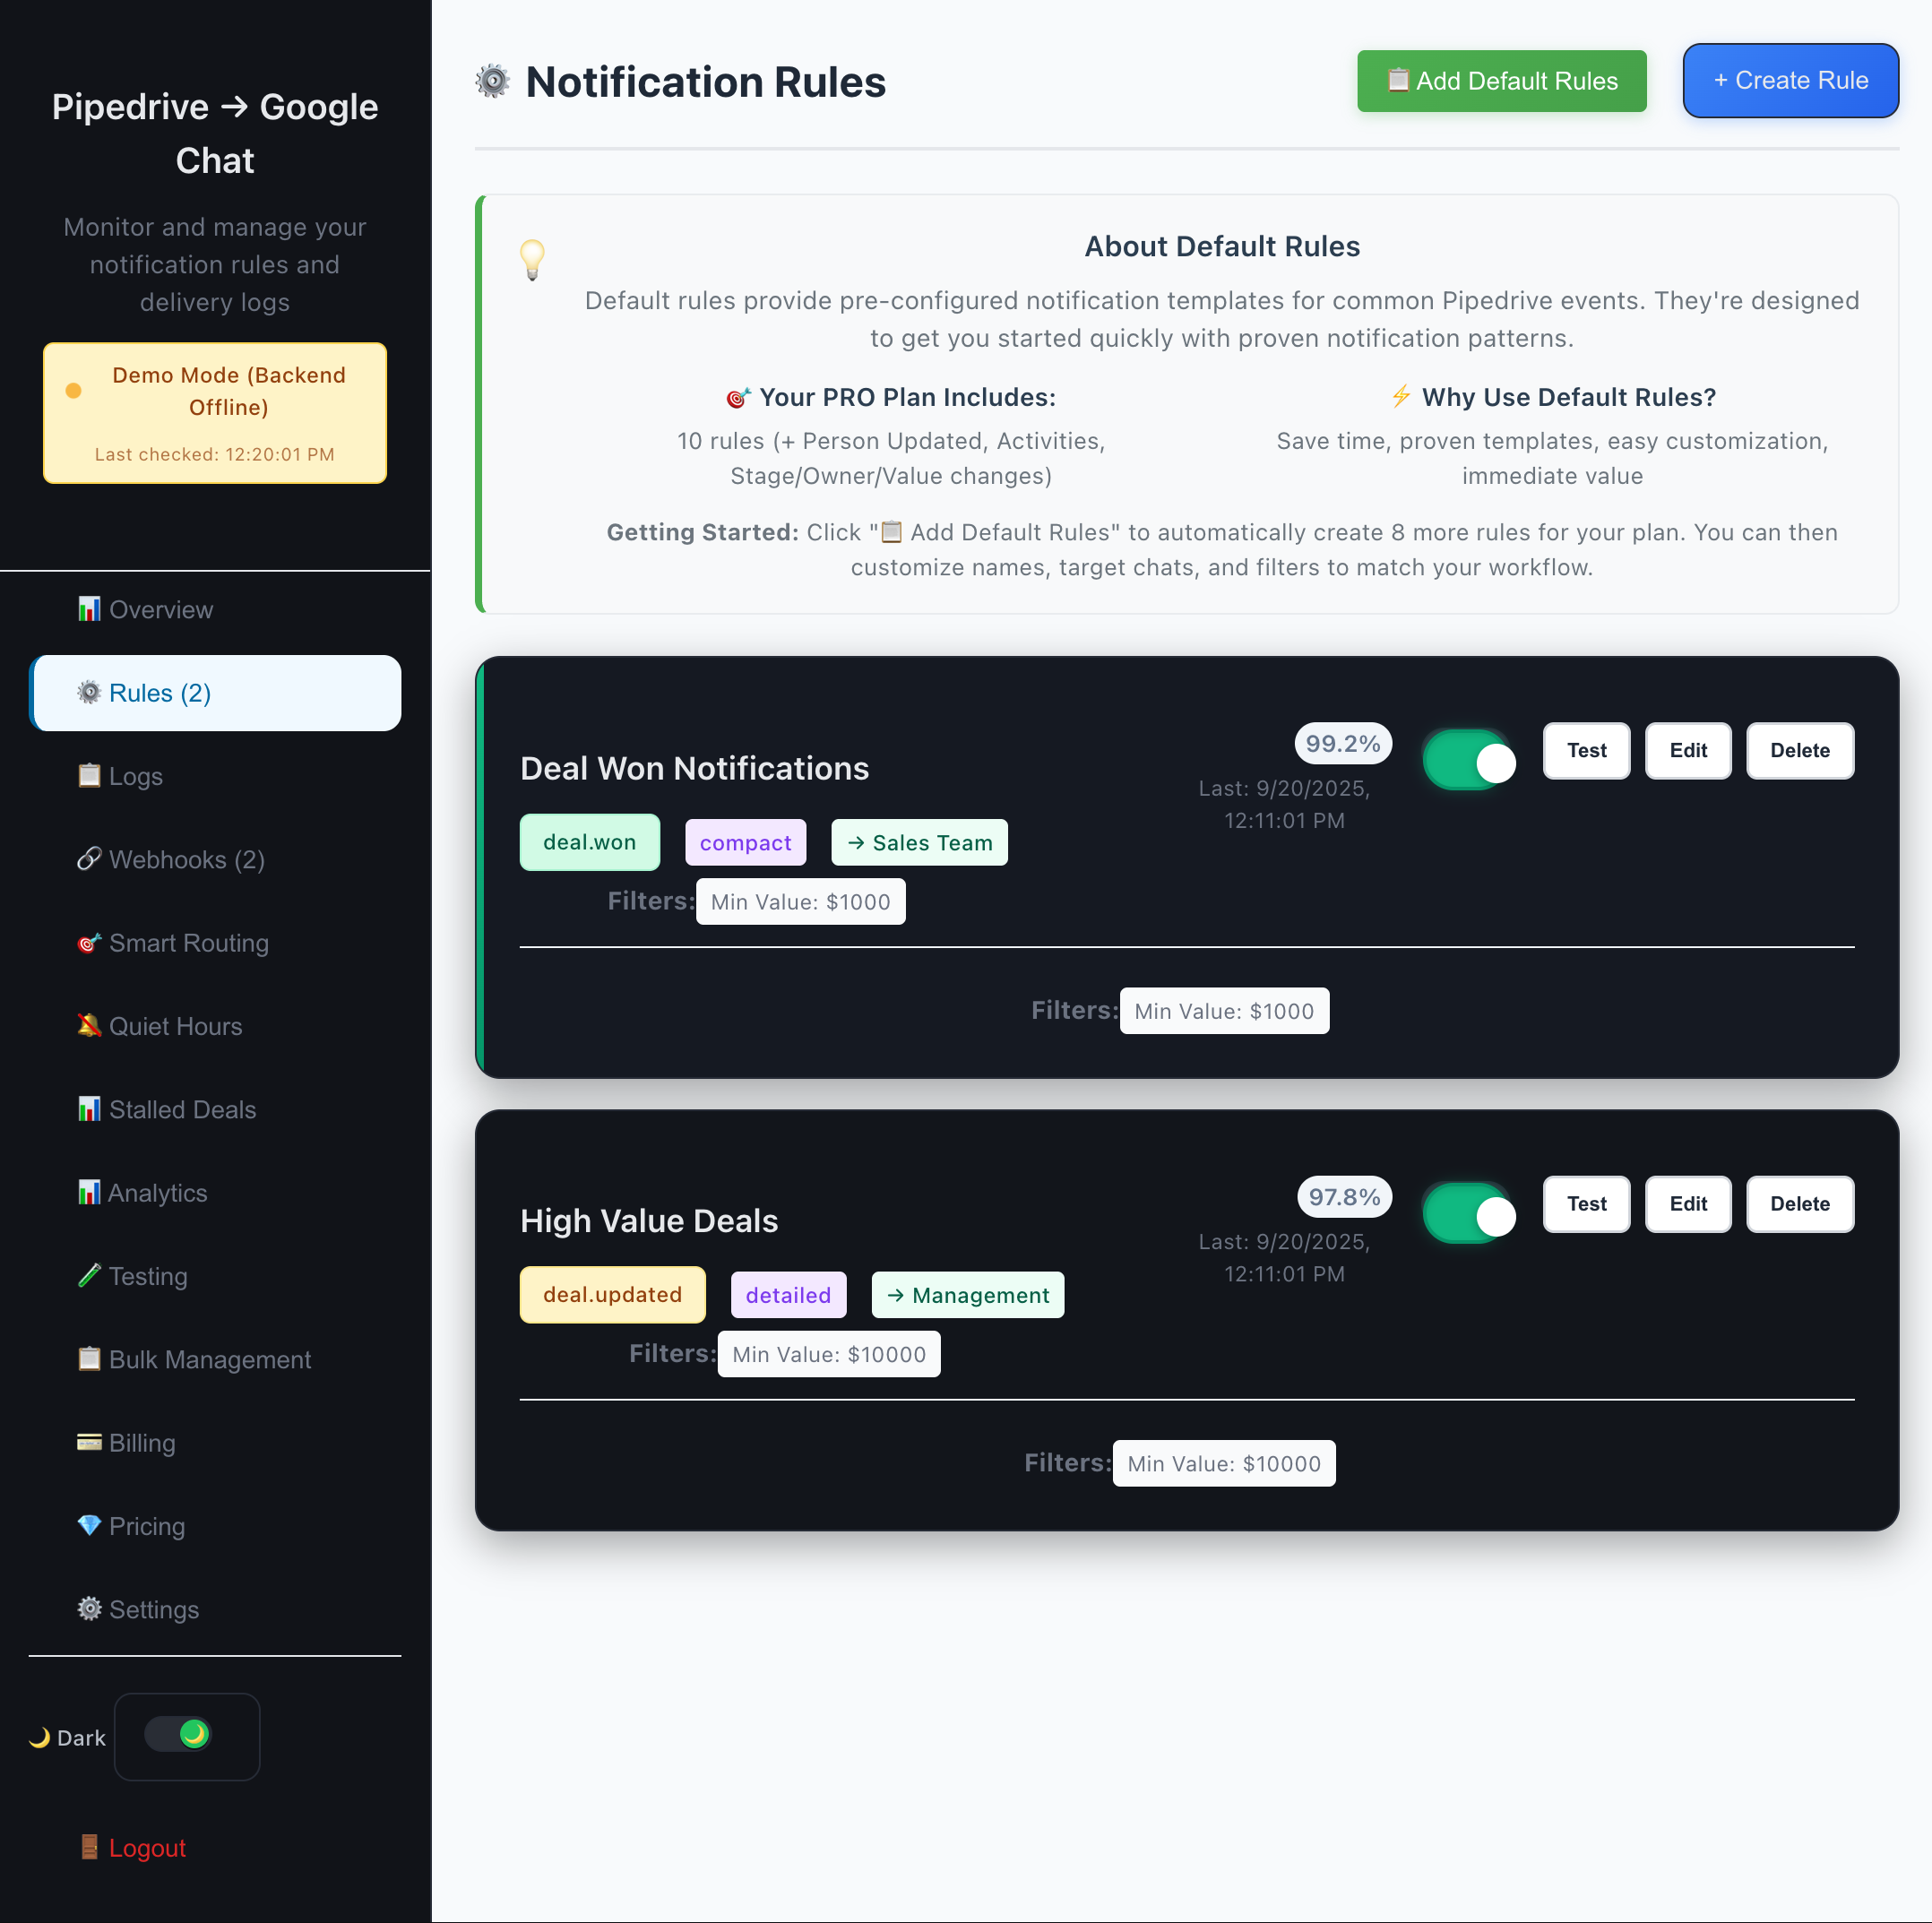 Pipedrive → Google
Chat
Monitor and manage your
notification rules and
delivery logs
Demo Mode (Backend
Offline)
Last checked: 12:20:01 PM
Overview
Rules (2)
Logs
Webhooks (2)
Smart Routing
Quiet Hours
Stalled Deals
Analytics
Testing
Bulk Management
Billing
Pricing
Settings
Dark
Logout
Notification Rules
Add Default Rules
+ Create Rule
About Default Rules
Default rules provide pre-configured notification templates for common Pipedrive events. They're designed
to get you started quickly with proven notification patterns.
Your PRO Plan Includes:
10 rules (+ Person Updated, Activities,
Stage/Owner/Value changes)
Why Use Default Rules?
Save time, proven templates, easy customization,
immediate value
Getting Started: Click "📋 Add Default Rules" to automatically create 8 more rules for your plan. You can then
customize names, target chats, and filters to match your workflow.
Deal Won Notifications
deal.won compact → Sales Team
Filters: Min Value: $1000
99.2%
Last: 9/20/2025,
12:11:01 PM
Test Edit Delete
Filters: Min Value: $1000
High Value Deals
deal.updated detailed → Management
Filters: Min Value: $10000
97.8%
Last: 9/20/2025,
12:11:01 PM
Test Edit Delete
Filters: Min Value: $10000